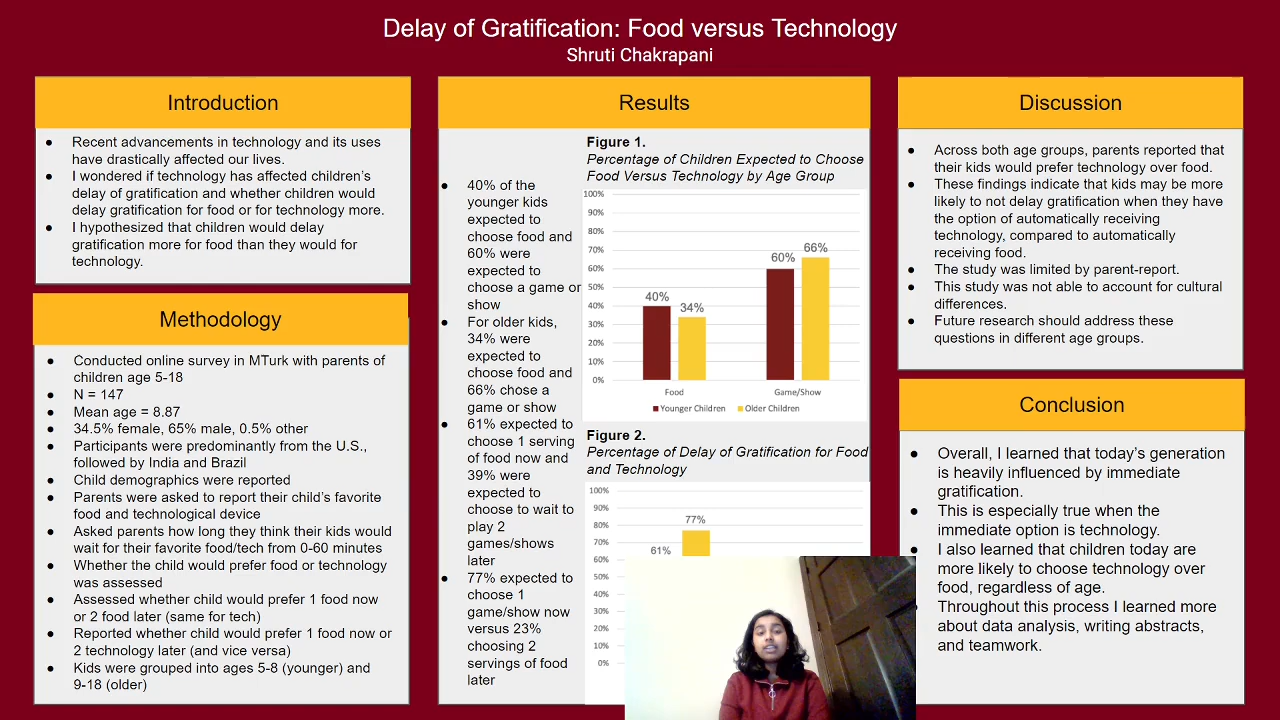 Delay of Gratification: Food versus Technology
Shruti Chakrapani
Introduction
● Recent advancements in technology and its uses
have drastically affected our lives.
● I wondered if technology has affected children's
delay of gratification and whether children would
delay gratification for food or for technology more.
● I hypothesized that children would delay
gratification more for food than they would for
technology.
Methodology
● Conducted online survey in MTurk with parents of
children age 5-18
● N = 147
● Mean age = 8.87
● 34.5% female, 65% male, 0.5% other
● Participants were predominantly from the U.S.,
followed by India and Brazil
● Child demographics were reported
● Parents were asked to report their child's favorite
food and technological device
● Asked parents how long they think their kids would
wait for their favorite food/tech from 0-60 minutes
● Whether the child would prefer food or technology
was assessed
● Assessed whether child would prefer 1 food now
or 2 food later (same for tech)
● Reported whether child would prefer 1 food now or
2 technology later (and vice versa)
● Kids were grouped into ages 5-8 (younger) and
9-18 (older)
Results
● 40% of the
younger kids
expected to
choose food and
60% were
expected to
choose a game or
show
● For older kids,
34% were
expected to
choose food and
66% chose a
game or show
● 61% expected to
choose 1 serving
of food now and
39% were
expected to
choose to wait to
play 2
games/shows
later
● 77% expected to
choose 1
game/show now
versus 23%
choosing 2
servings of food
later
Figure 1.
Percentage of Children Expected to Choose
Food Versus Technology by Age Group
100%
90%
80%
70%
60%
50%
40%
30%
20%
10%
0%
40%
34%
60%
66%
Food
Game/Show
Younger Children
Older Children
Figure 2.
Percentage of Delay of Gratification for Food
and Technology
100%
90%
80%
70%
60%
50%
40%
30%
20%
10%
0%
61%
77%
Discussion
● Across both age groups, parents reported that
their kids would prefer technology over food.
● These findings indicate that kids may be more
likely to not delay gratification when they have
the option of automatically receiving
technology, compared to automatically
receiving food.
● The study was limited by parent-report.
● This study was not able to account for cultural
differences.
● Future research should address these
questions in different age groups.
Conclusion
● Overall, I learned that today's generation
is heavily influenced by immediate
gratification.
● This is especially true when the
immediate option is technology.
● I also learned that children today are
more likely to choose technology over
food, regardless of age.
● Throughout this process I learned more
about data analysis, writing abstracts,
and teamwork.